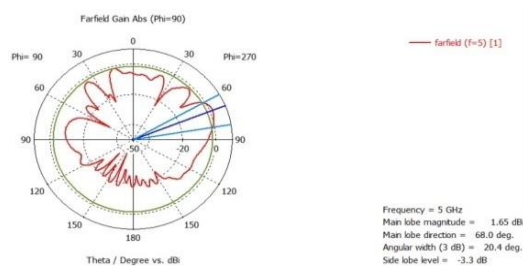 Farfield Gain Abs (Phi=90)
farfield (f=5) [1]
Phi= 90
0
Phi=270
30
30
60
60
90
-50
-20
0
90
120
120
150
150
180
Theta / Degree vs. dBi
Frequency = 5 GHz
Main lobe magnitude = 1.65 dB
Main lobe direction = 68.0 deg.
Angular width (3 dB) = 20.4 deg.
Side lobe level = -3.3 dB